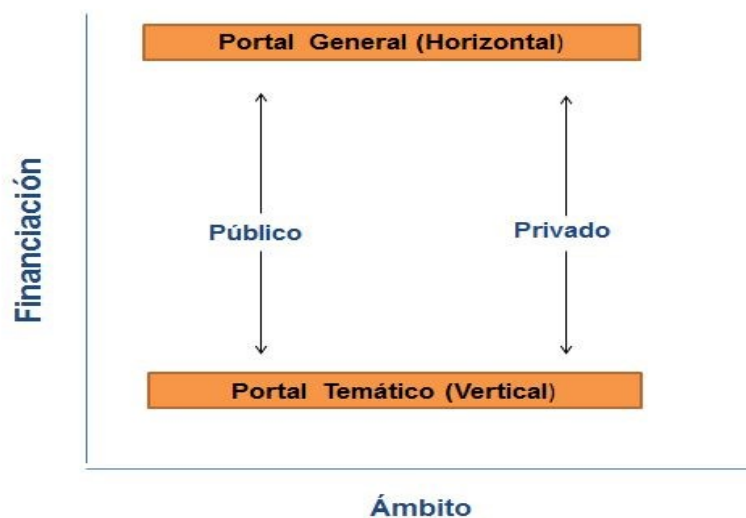 Portal General (Horizontal)
Financiación
Público
Privado
Portal Temático (Vertical)
Ámbito